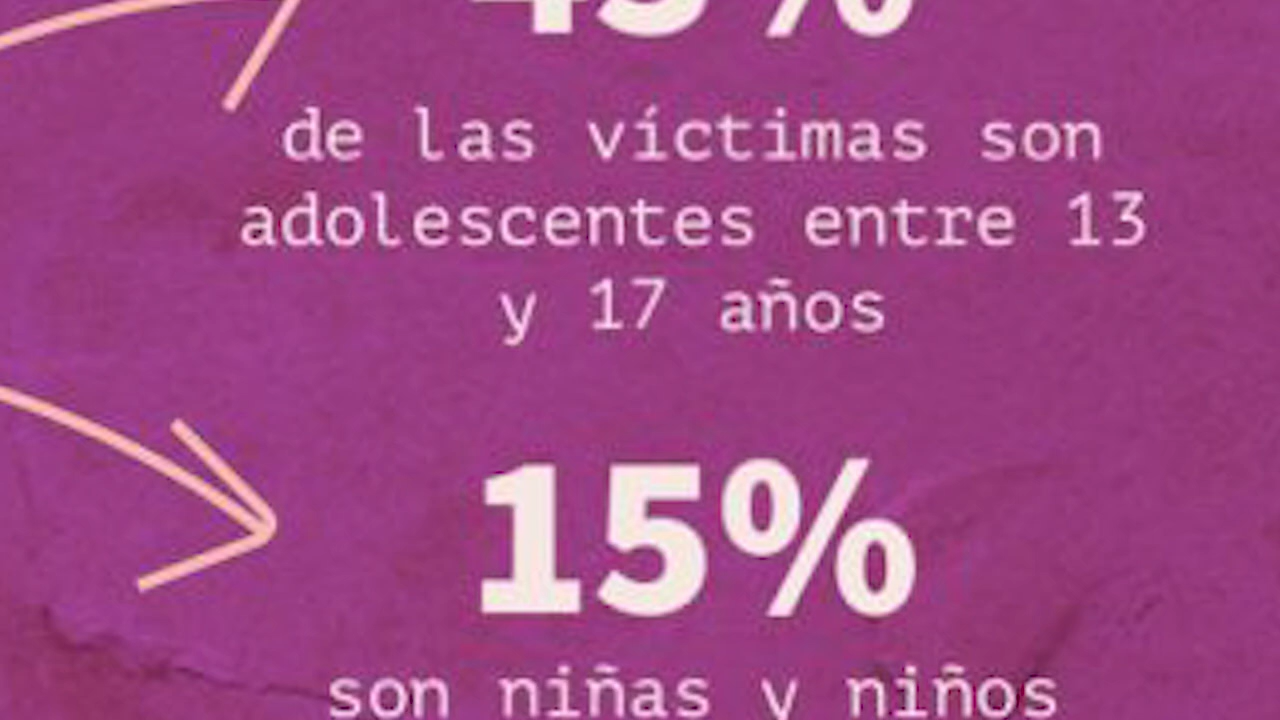 de las víctimas son
adolescentes entre 13
y 17 años
15%
son niñas y niños